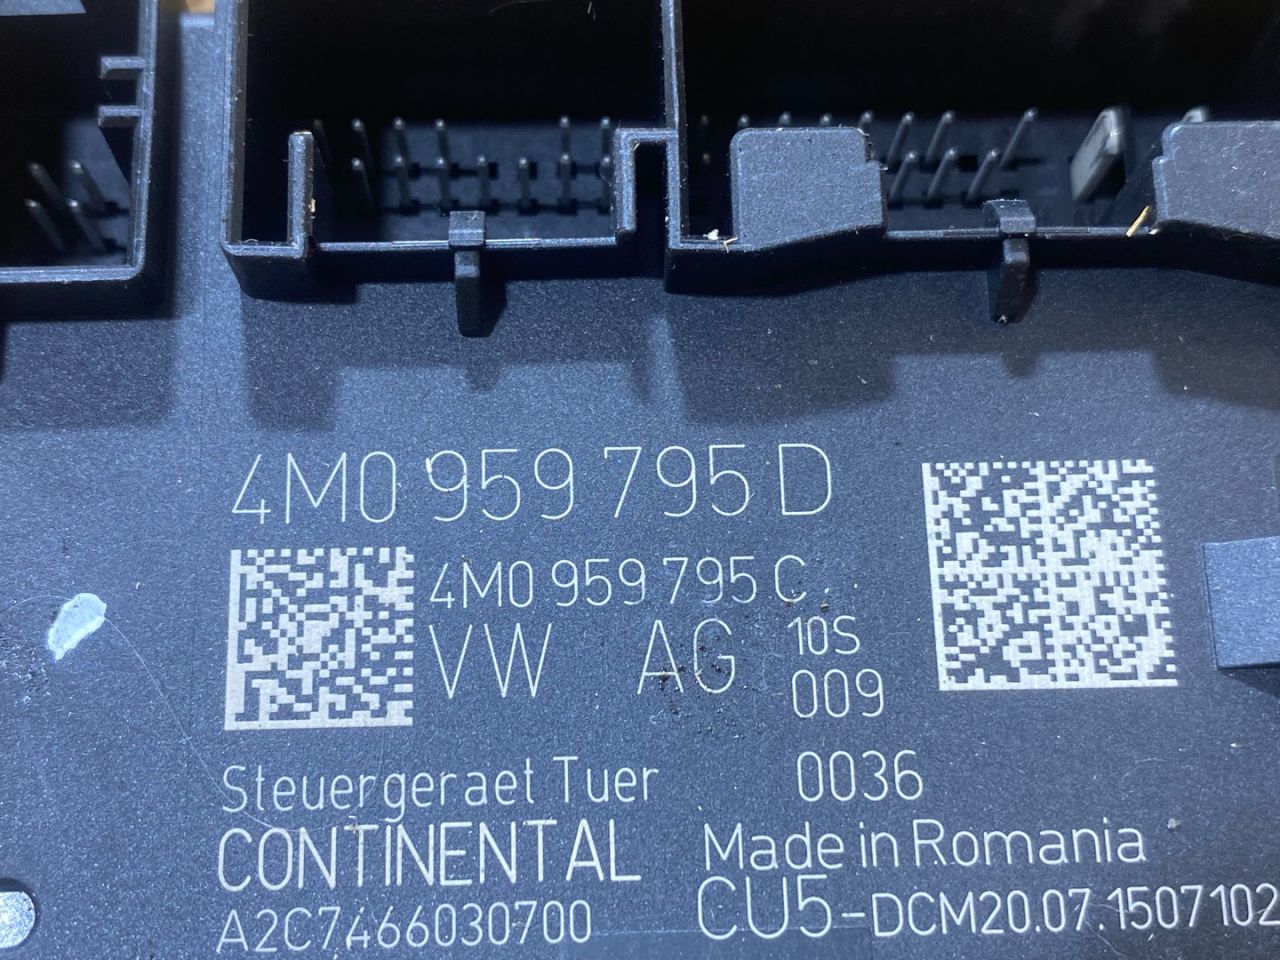 4M0 959 795 D
4M0 959 795 C
VW AG 10S
009
Steuergeraet Tuer 0036
CONTINENTAL Made in Romania
A2C7466030700 CU5-DCM20.07.1507102